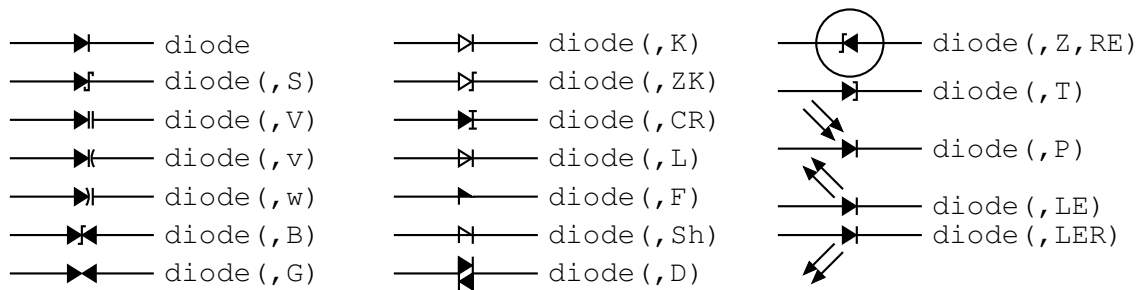 diode
diode(,S)
diode(,V)
diode(,v)
diode(,w)
diode(,B)
diode(,G)
diode(,K)
diode(,ZK)
diode(,CR)
diode(,L)
diode(,F)
diode(,Sh)
diode(,D)
diode(,Z,RE)
diode(,T)
diode(,P)
diode(,LE)
diode(,LER)